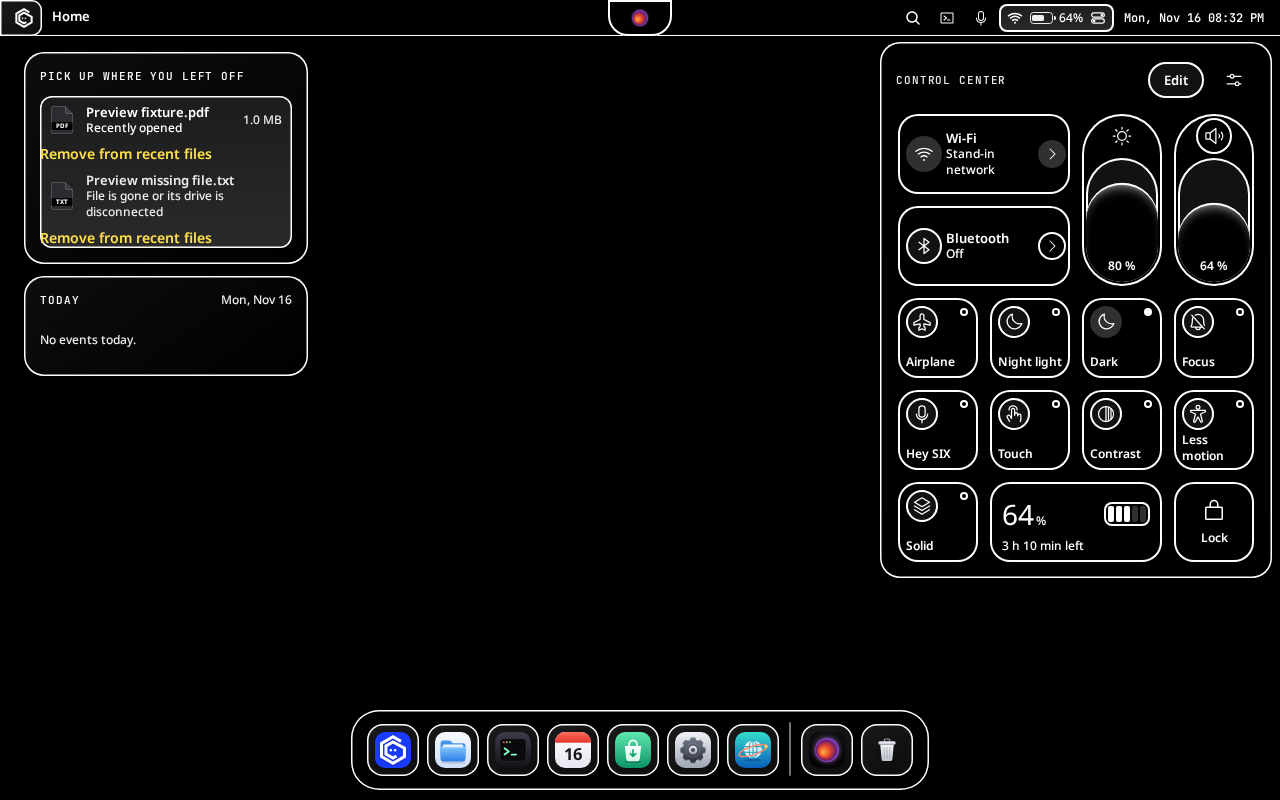 Home
64%
Mon, Nov 16 08:32 PM
PICK UP WHERE YOU LEFT OFF
PDF
Preview fixture.pdf
Recently opened
1.0 MB
Remove from recent files
TXT
Preview missing file.txt
File is gone or its drive is
disconnected
Remove from recent files
TODAY
Mon, Nov 16
No events today.
CONTROL CENTER
Edit
Wi-Fi
Stand-in
network
Bluetooth
Off
80 %
64 %
Airplane
Night light
Dark
Focus
Hey SIX
Touch
Contrast
Less
motion
Solid
64%
3 h 10 min left
Lock
16